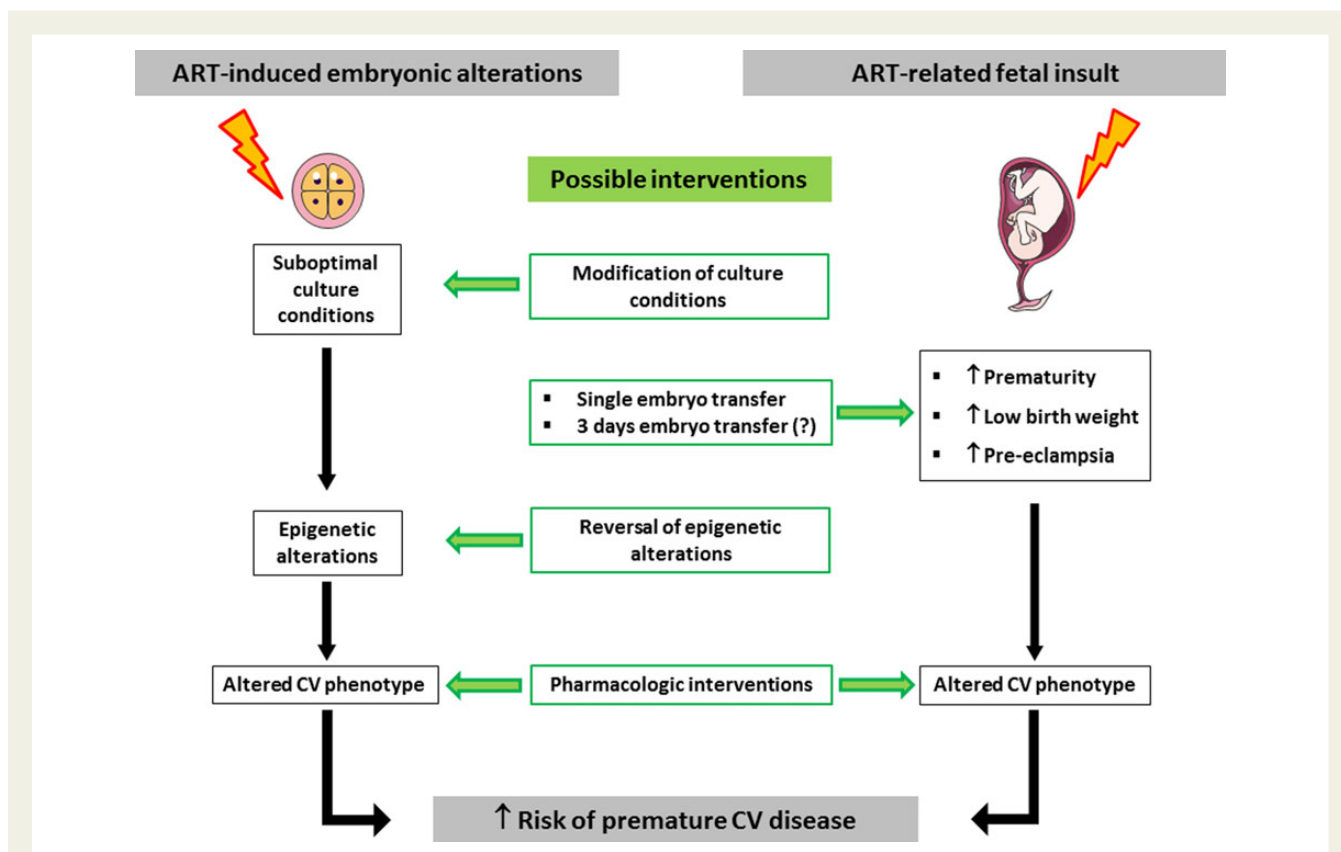 ART-induced embryonic alterations
ART-related fetal insult
Possible interventions
Suboptimal
culture
conditions
Modification of culture
conditions
▪ Single embryo transfer
▪ 3 days embryo transfer (?)
▪ ↑Prematurity
▪ ↑Low birth weight
▪ ↑Pre-eclampsia
Epigenetic
alterations
Reversal of epigenetic
alterations
Altered CV phenotype
Pharmacologic interventions
Altered CV phenotype
↑ Risk of premature CV disease